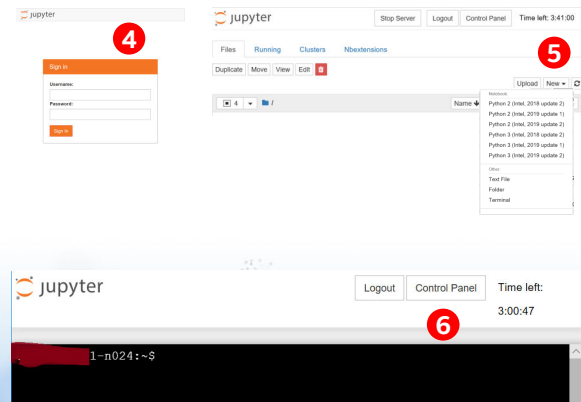 jupyter
4
Sign in
Username:
Password:
Sign In
jupyter
Stop Server Logout Control Panel Time left: 3:41:00
5
Files Running Clusters Nbextensions
Duplicate Move View Edit
Upload New
4 / Name
Notebook:
Python 2 (Intel, 2018 update 2)
Python 2 (Intel, 2019 update 1)
Python 2 (Intel, 2019 update 2)
Python 3 (Intel, 2018 update 2)
Python 3 (Intel, 2019 update 1)
Python 3 (Intel, 2019 update 2)
Other:
Text File
Folder
Terminal
jupyter
Logout Control Panel Time left:
3:00:47
6
1-n024:~$